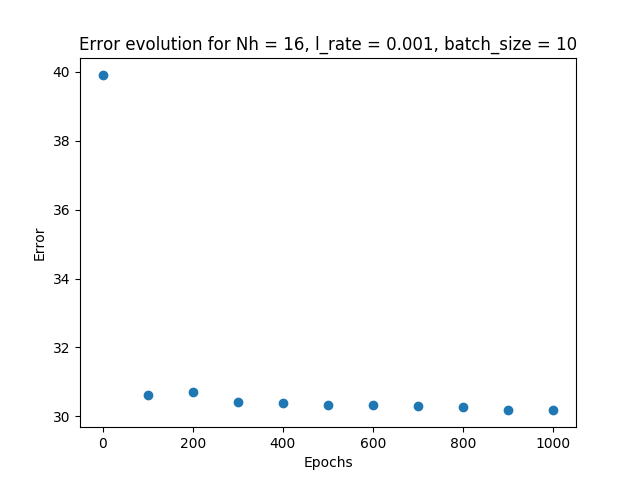 Error evolution for Nh = 16, l_rate = 0.001, batch_size = 10
40
38
36
34
32
30
Error
0 200 400 600 800 1000
Epochs